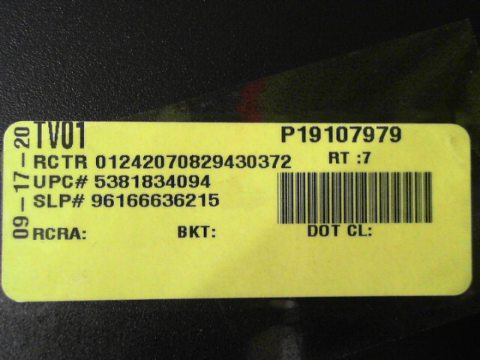 09-17-20
TV01
P19107979
RCTR 01242070829430372
RT :7
UPC# 5381834094
SLP# 96166636215
RCRA:
BKT:
DOT CL: